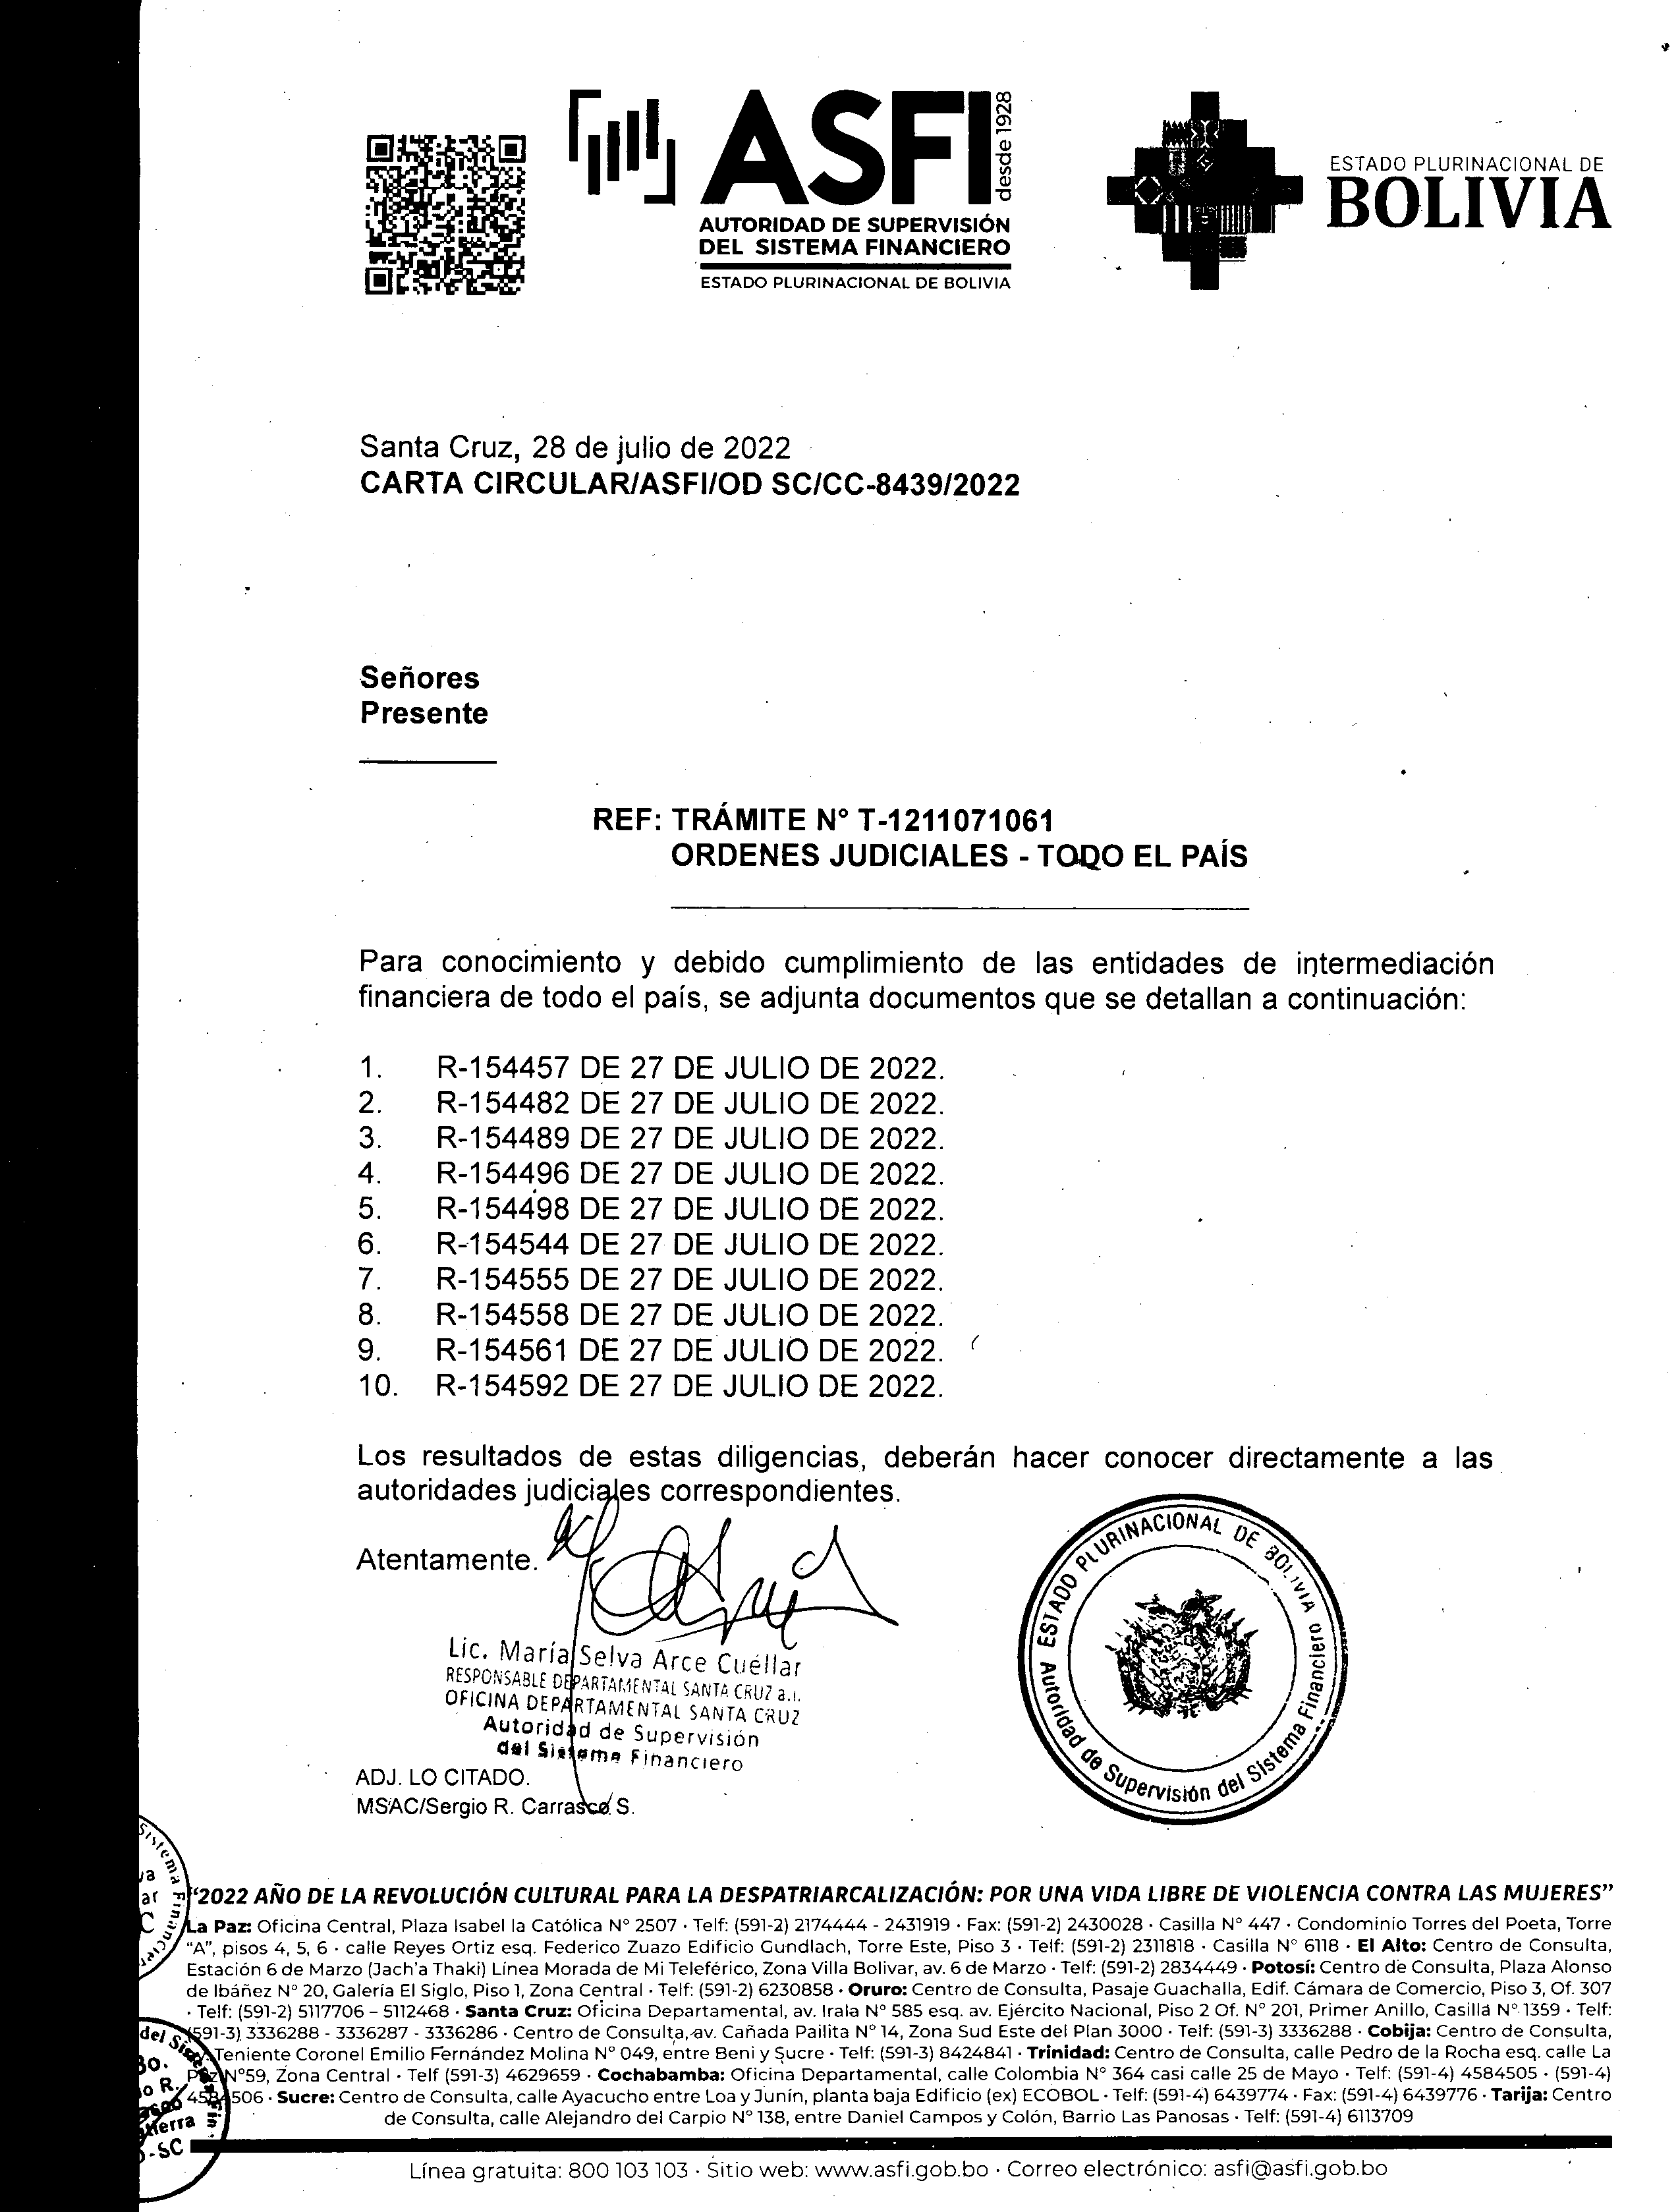 ASFI
desde 1928
AUTORIDAD DE SUPERVISIÓN
DEL SISTEMA FINANCIERO
ESTADO PLURINACIONAL DE BOLIVIA
ESTADO PLURINACIONAL DE
BOLIVIA
Santa Cruz, 28 de julio de 2022
CARTA CIRCULAR/ASFI/OD SC/CC-8439/2022
Señores
Presente
REF: TRÁMITE N° T-1211071061
ORDENES JUDICIALES - TODO EL PAÍS
Para conocimiento y debido cumplimiento de las entidades de intermediación
financiera de todo el país, se adjunta documentos que se detallan a continuación:
1. R-154457 DE 27 DE JULIO DE 2022.
2. R-154482 DE 27 DE JULIO DE 2022.
3. R-154489 DE 27 DE JULIO DE 2022.
4. R-154496 DE 27 DE JULIO DE 2022.
5. R-154498 DE 27 DE JULIO DE 2022.
6. R-154544 DE 27 DE JULIO DE 2022.
7. R-154555 DE 27 DE JULIO DE 2022.
8. R-154558 DE 27 DE JULIO DE 2022.
9. R-154561 DE 27 DE JULIO DE 2022.
10. R-154592 DE 27 DE JULIO DE 2022.
Los resultados de estas diligencias, deberán hacer conocer directamente a las
autoridades judiciales correspondientes.
Atentamente.
Lic. María Selva Arce Cuéllar
RESPONSABLE DEPARTAMENTAL SANTA CRUZ a.i.
OFICINA DEPARTAMENTAL SANTA CRUZ
Autoridad de Supervisión
del Sistema Financiero
ESTADO PLURINACIONAL DE BOLIVIA
Autoridad de Supervisión del Sistema Financiero
ADJ. LO CITADO.
MSAC/Sergio R. Carrasco S.
Sistema Financier
"2022 AÑO DE LA REVOLUCIÓN CULTURAL PARA LA DESPATRIARCALIZACIÓN: POR UNA VIDA LIBRE DE VIOLENCIA CONTRA LAS MUJERES"
La Paz: Oficina Central, Plaza Isabel la Católica N° 2507 · Telf: (591-2) 2174444 - 2431919 · Fax: (591-2) 2430028 · Casilla N° 447 · Condominio Torres del Poeta, Torre
"A", pisos 4, 5, 6 · calle Reyes Ortiz esq. Federico Zuazo Edificio Gundlach, Torre Este, Piso 3 · Telf: (591-2) 2311818 · Casilla N° 6118 · El Alto: Centro de Consulta,
Estación 6 de Marzo (Jach'a Thaki) Línea Morada de Mi Teleférico, Zona Villa Bolivar, av. 6 de Marzo · Telf: (591-2) 2834449 · Potosí: Centro de Consulta, Plaza Alonso
de Ibáñez N° 20, Galería El Siglo, Piso 1, Zona Central · Telf: (591-2) 6230858 · Oruro: Centro de Consulta, Pasaje Guachalla, Edif. Cámara de Comercio, Piso 3, Of. 307
· Telf: (591-2) 5117706 – 5112468 · Santa Cruz: Oficina Departamental, av. Irala N° 585 esq. av. Ejército Nacional, Piso 2 Of. N° 201, Primer Anillo, Casilla N° 1359 · Telf:
(591-3) 3336288 - 3336287 - 3336286 · Centro de Consulta, av. Cañada Pailita N° 14, Zona Sud Este del Plan 3000 · Telf: (591-3) 3336288 · Cobija: Centro de Consulta,
Teniente Coronel Emilio Fernández Molina N° 049, entre Beni y Sucre · Telf: (591-3) 8424841 · Trinidad: Centro de Consulta, calle Pedro de la Rocha esq. calle La
Paz N°59, Zona Central · Telf (591-3) 4629659 · Cochabamba: Oficina Departamental, calle Colombia N° 364 casi calle 25 de Mayo · Telf: (591-4) 4584505 · (591-4)
4584506 · Sucre: Centro de Consulta, calle Ayacucho entre Loa y Junín, planta baja Edificio (ex) ECOBOL · Telf: (591-4) 6439774 · Fax: (591-4) 6439776 · Tarija: Centro
de Consulta, calle Alejandro del Carpio N° 138, entre Daniel Campos y Colón, Barrio Las Panosas · Telf: (591-4) 6113709
Línea gratuita: 800 103 103 · Sitio web: www.asfi.gob.bo · Correo electrónico: asfi@asfi.gob.bo